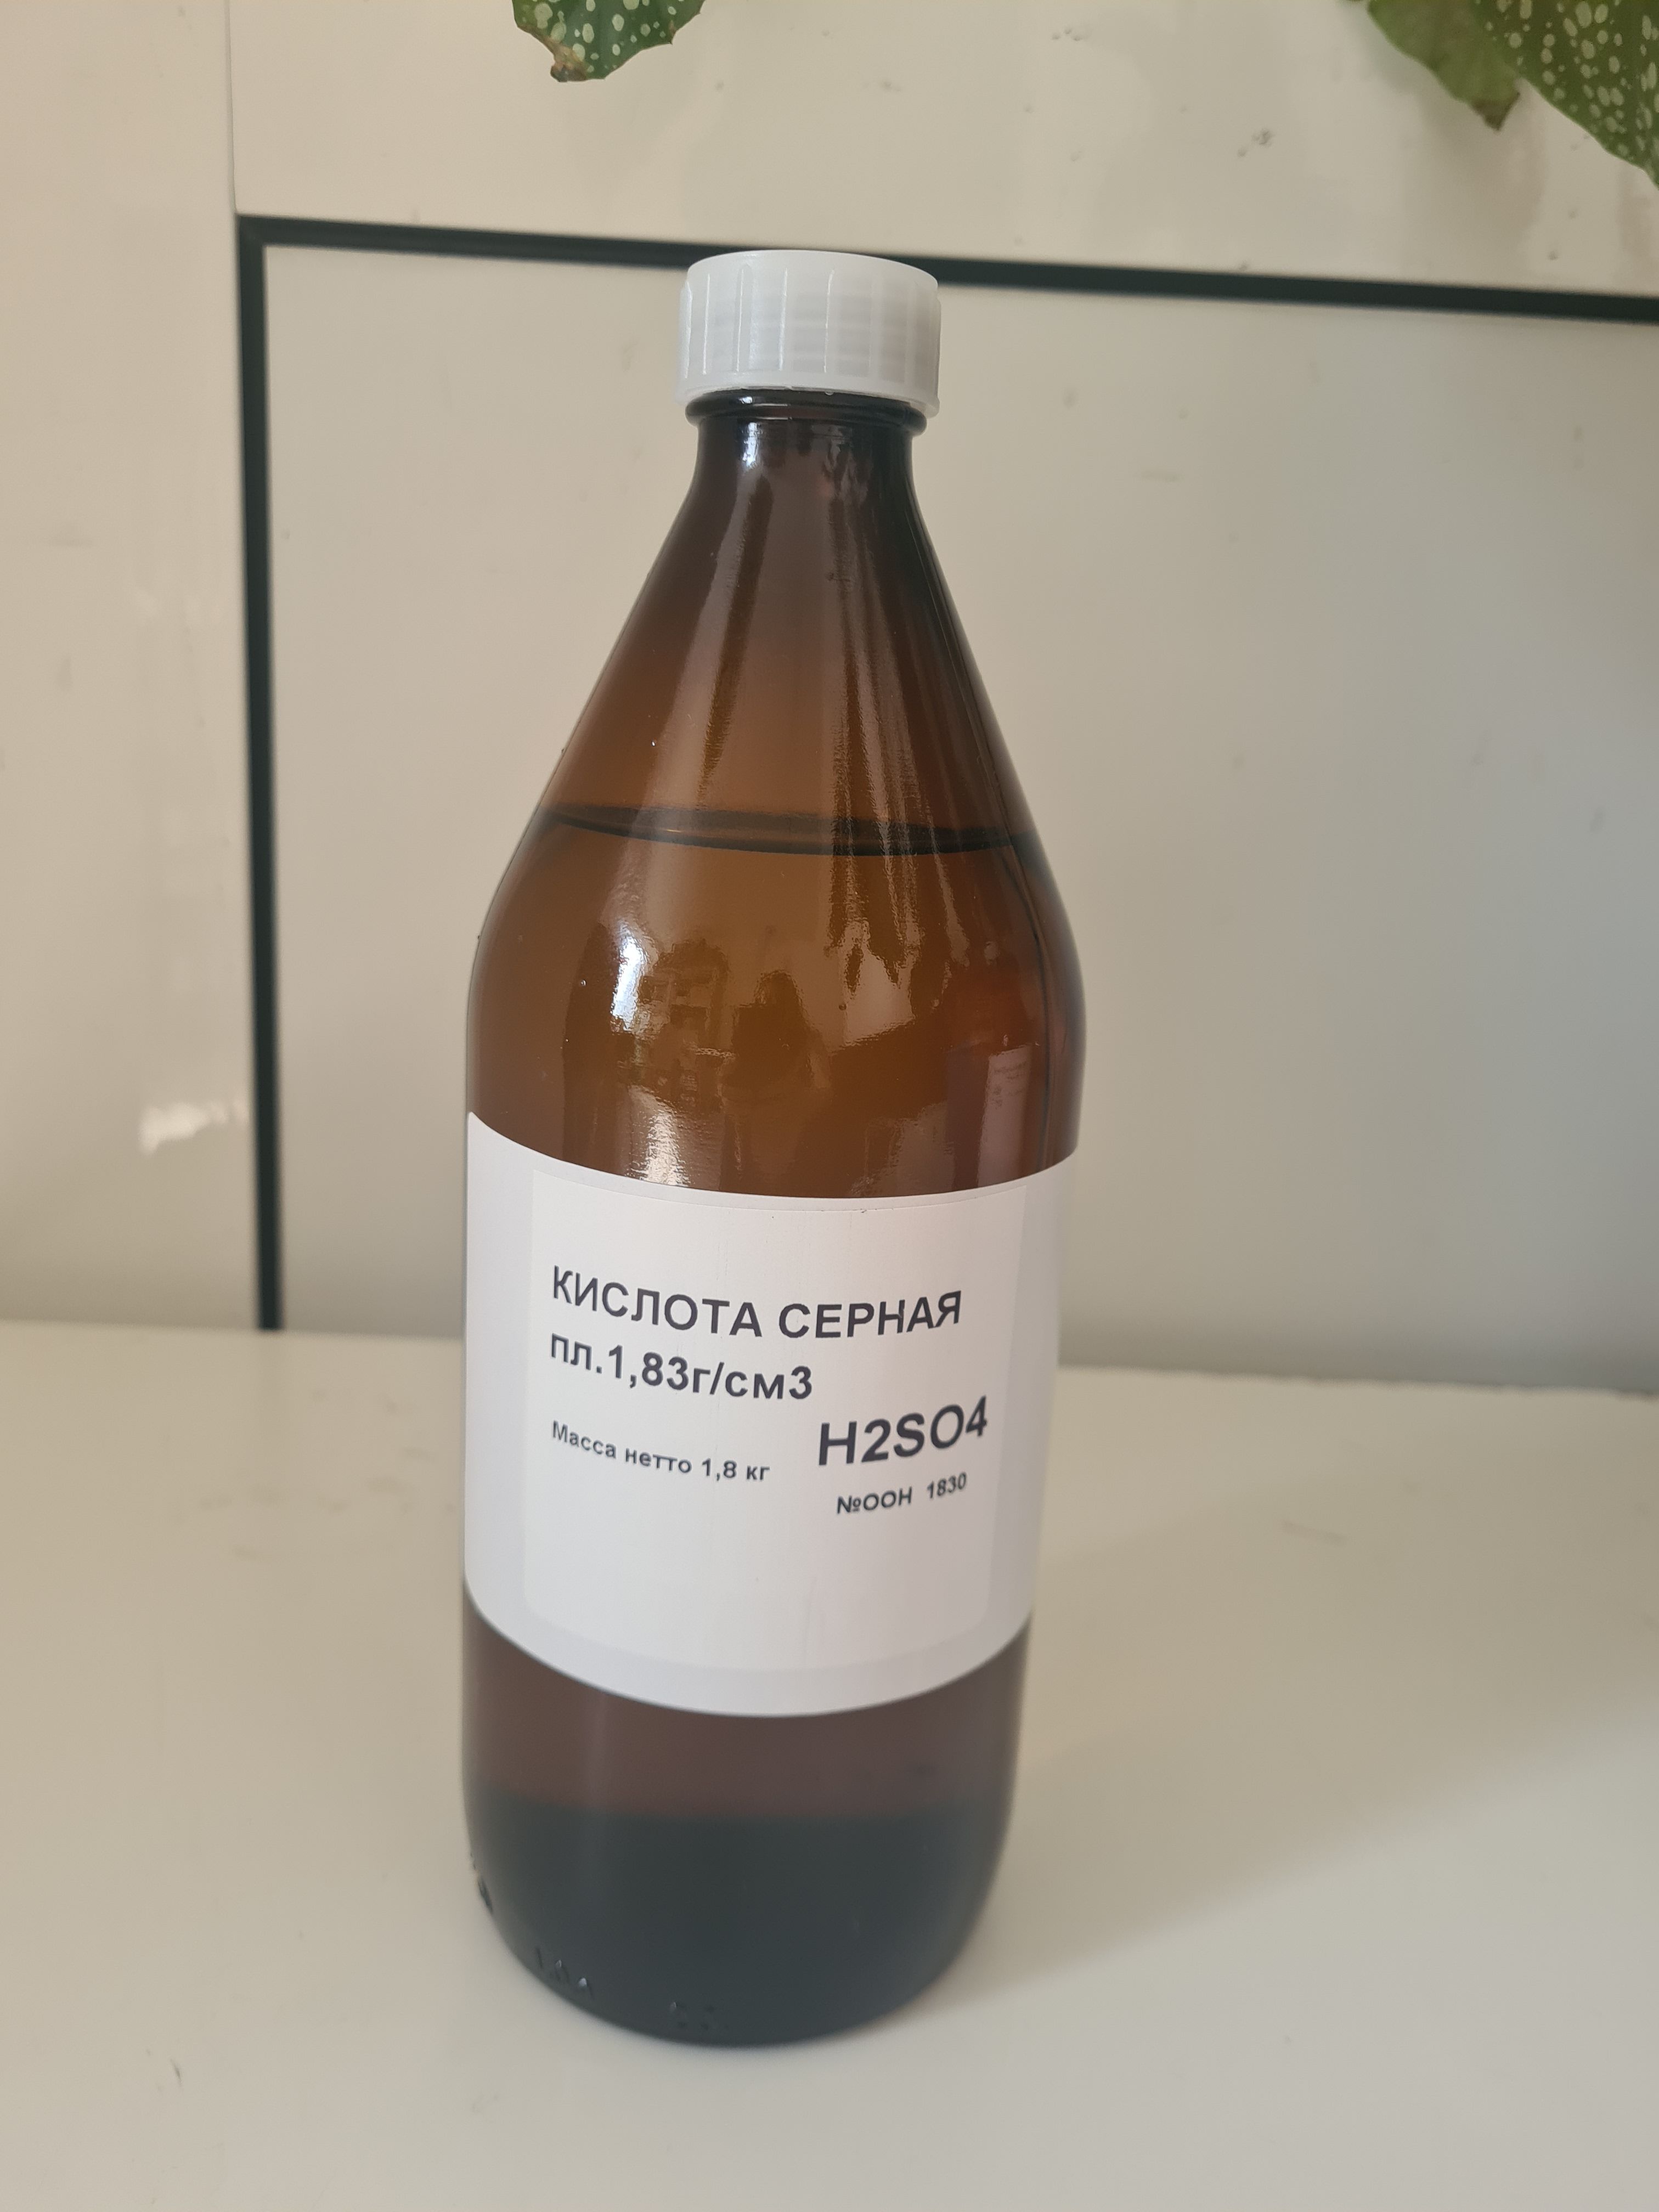 КИСЛОТА СЕРНАЯ
пл.1,83г/см3
Масса нетто 1,8 кг
H2SO4
№ООН 1830